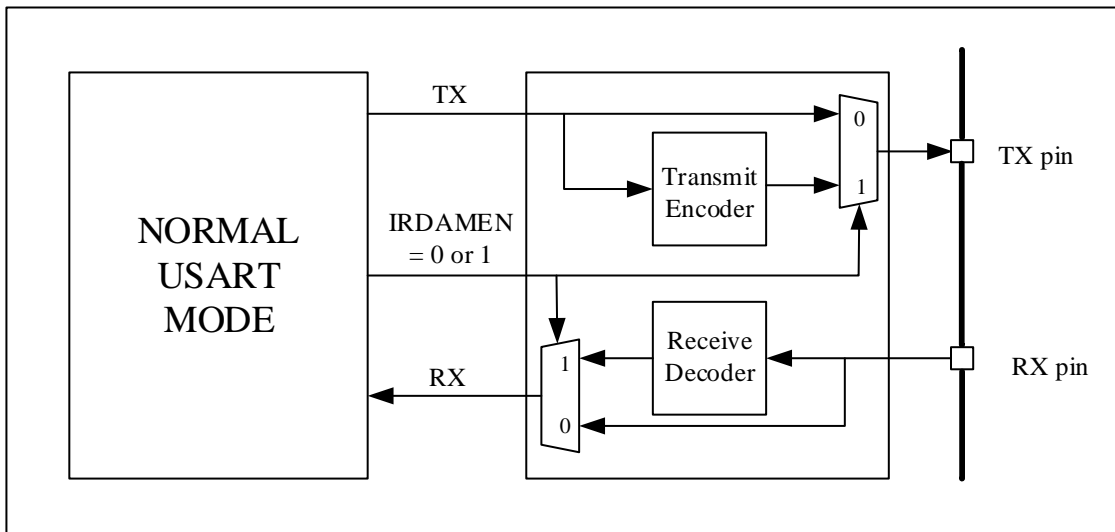 TX
0
Transmit
Encoder
1
TX pin
NORMAL
USART
MODE
IRDAMEN
= 0 or 1
Receive
Decoder
1
RX
0
RX pin